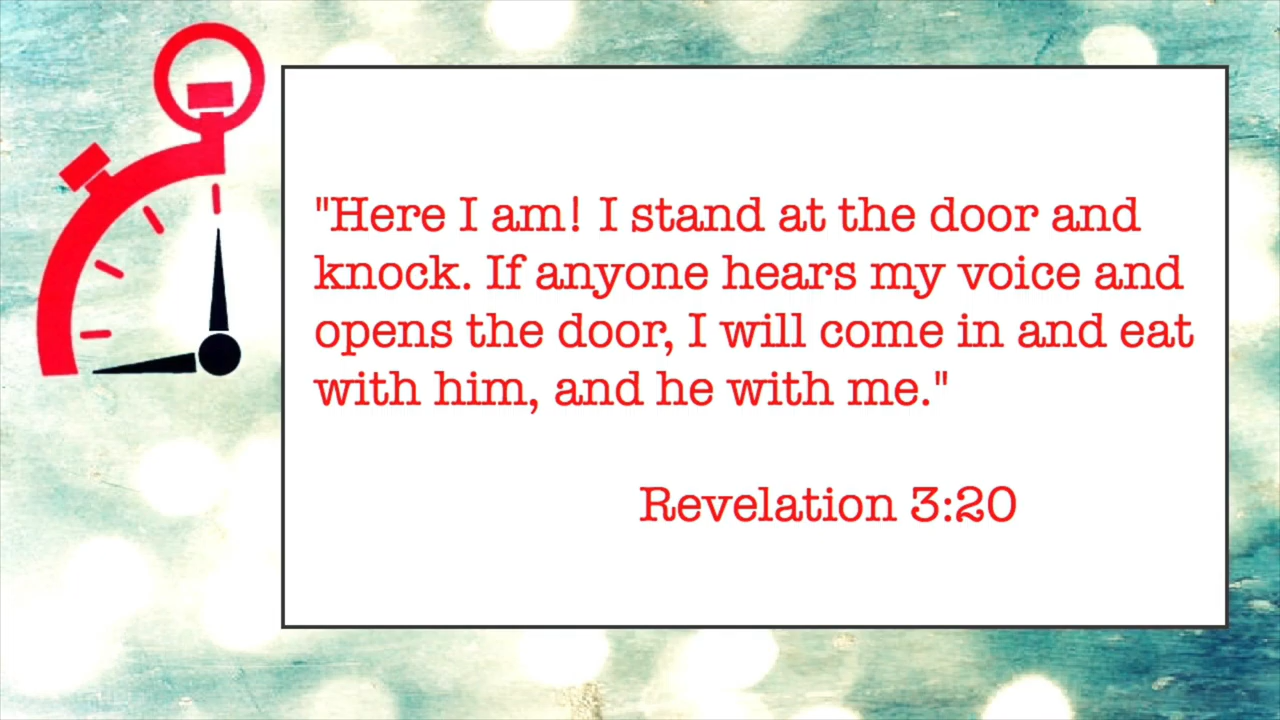 "Here I am! I stand at the door and
knock. If anyone hears my voice and
opens the door, I will come in and eat
with him, and he with me."
Revelation 3:20